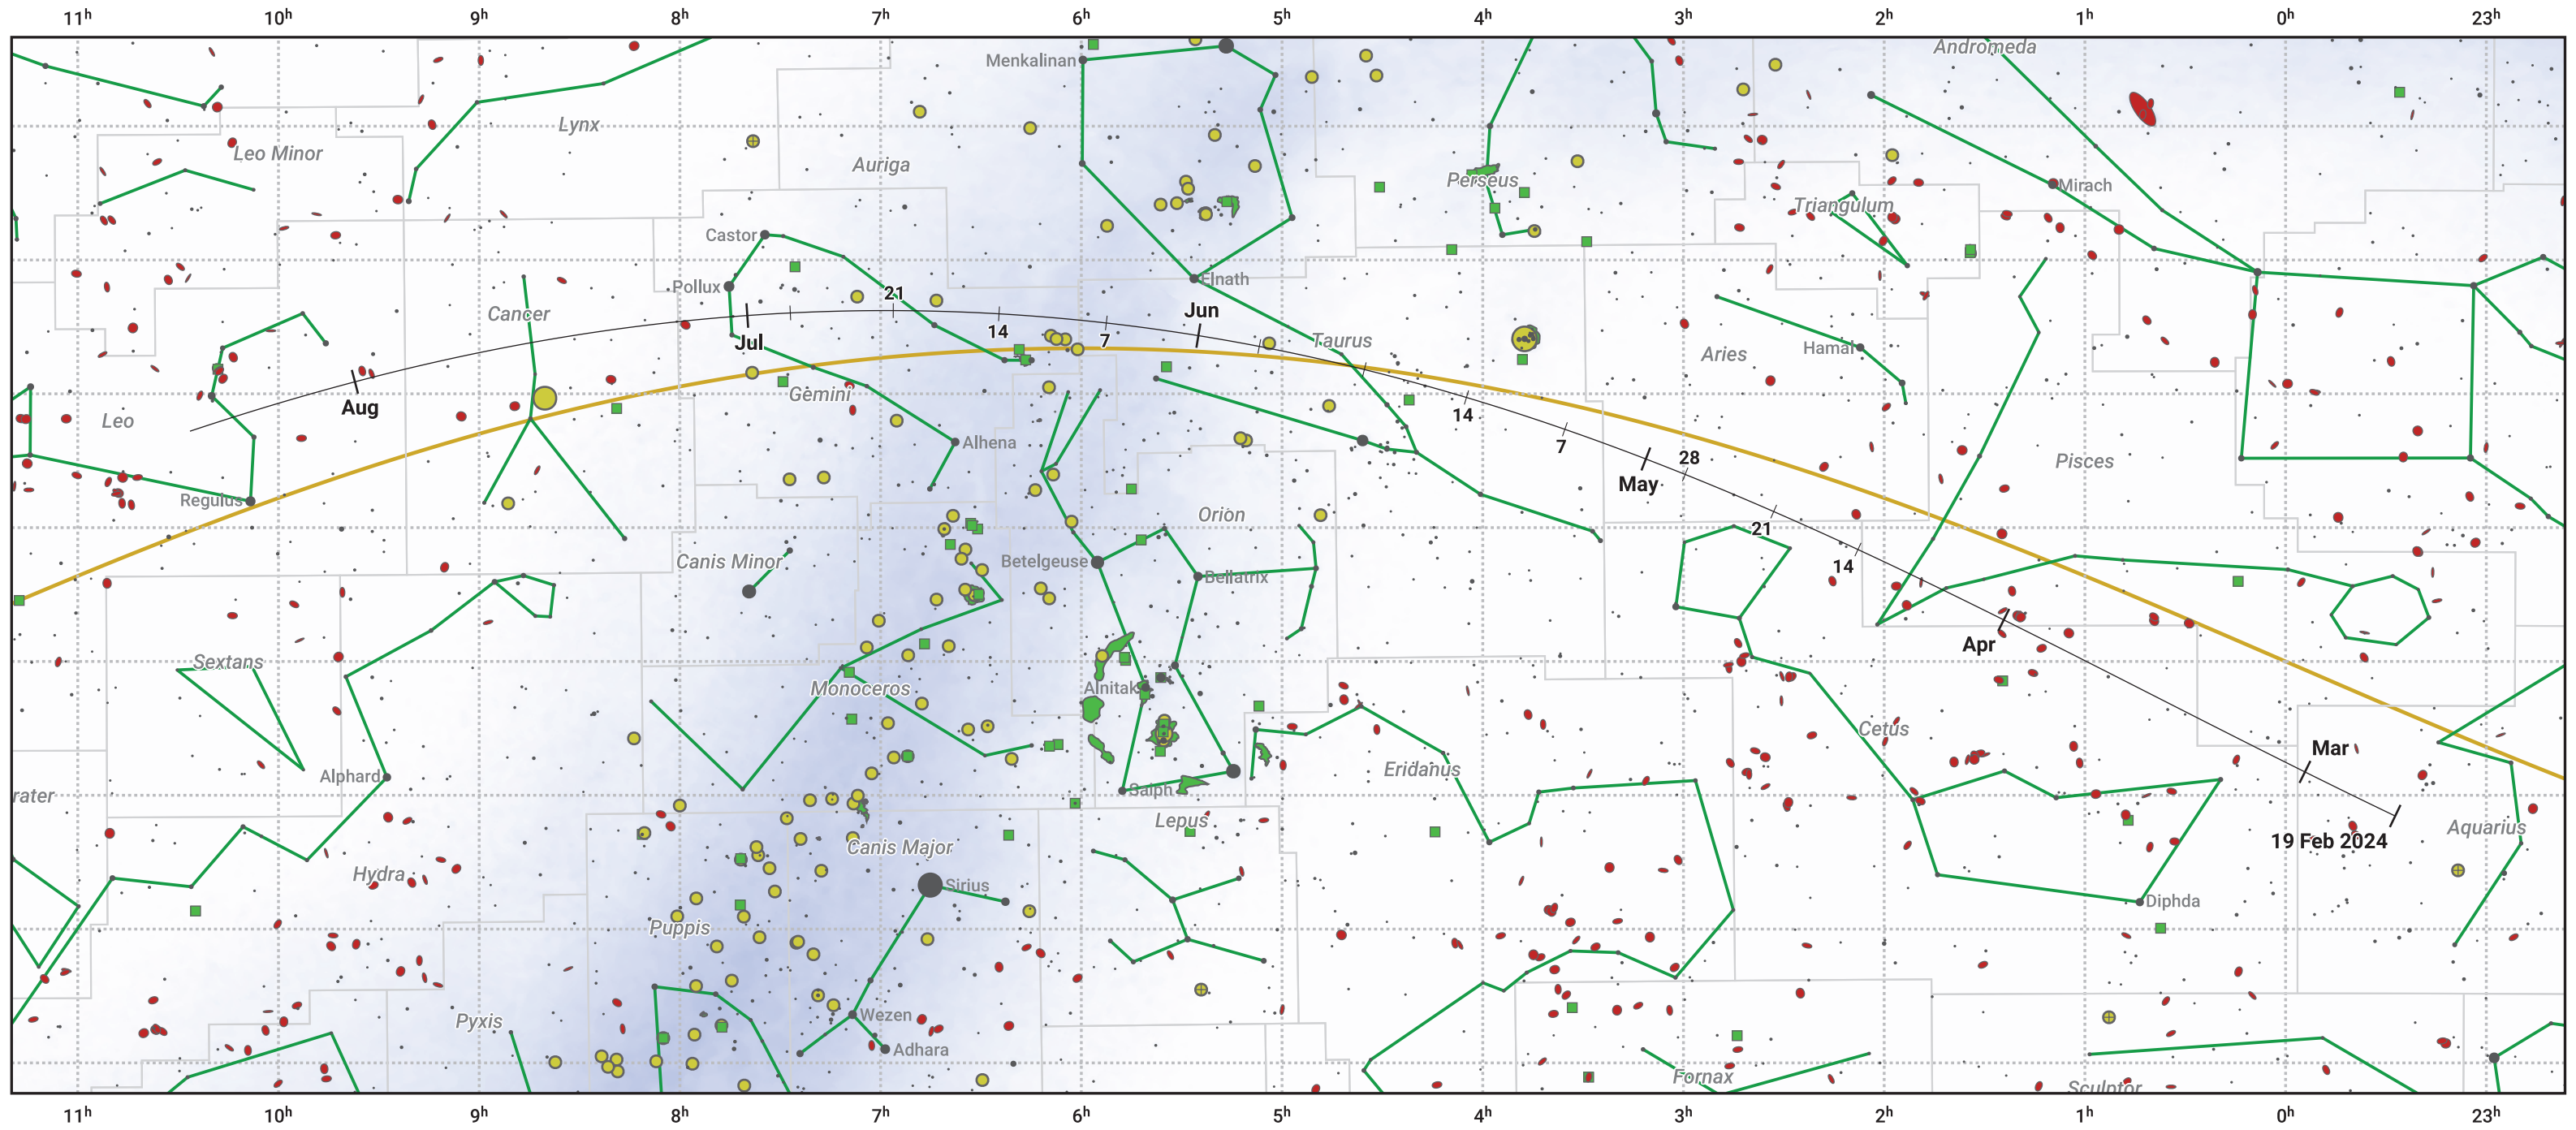 11h 10h 9h 8h 7h 6h 5h 4h 3h 2h 1h 0h 23h
Andromeda
Menkalinan
Lynx
Leo Minor
Auriga
Perseus
Mirach
Triangulum
Castor
Pollux
Elnath
21
Cancer
Jun
14
7
Jul
Taurus
Aries
Hamal
Gemini
Aug
Leo
14
Alhena
7
28
Pisces
May
Regulus
Orion
21
Canis Minor
Betelgeuse
14
Bellatrix
Apr
Sextans
Monoceros
Alnitak
Cetus
Mar
Alphard
Eridanus
rater
Saiph
Lepus
Aquarius
19 Feb 2024
Canis Major
Hydra
Sirius
Diphda
Puppis
Wezen
Pyxis
Adhara
Fornax
Sculptor
11h 10h 9h 8h 7h 6h 5h 4h 3h 2h 1h 0h 23h